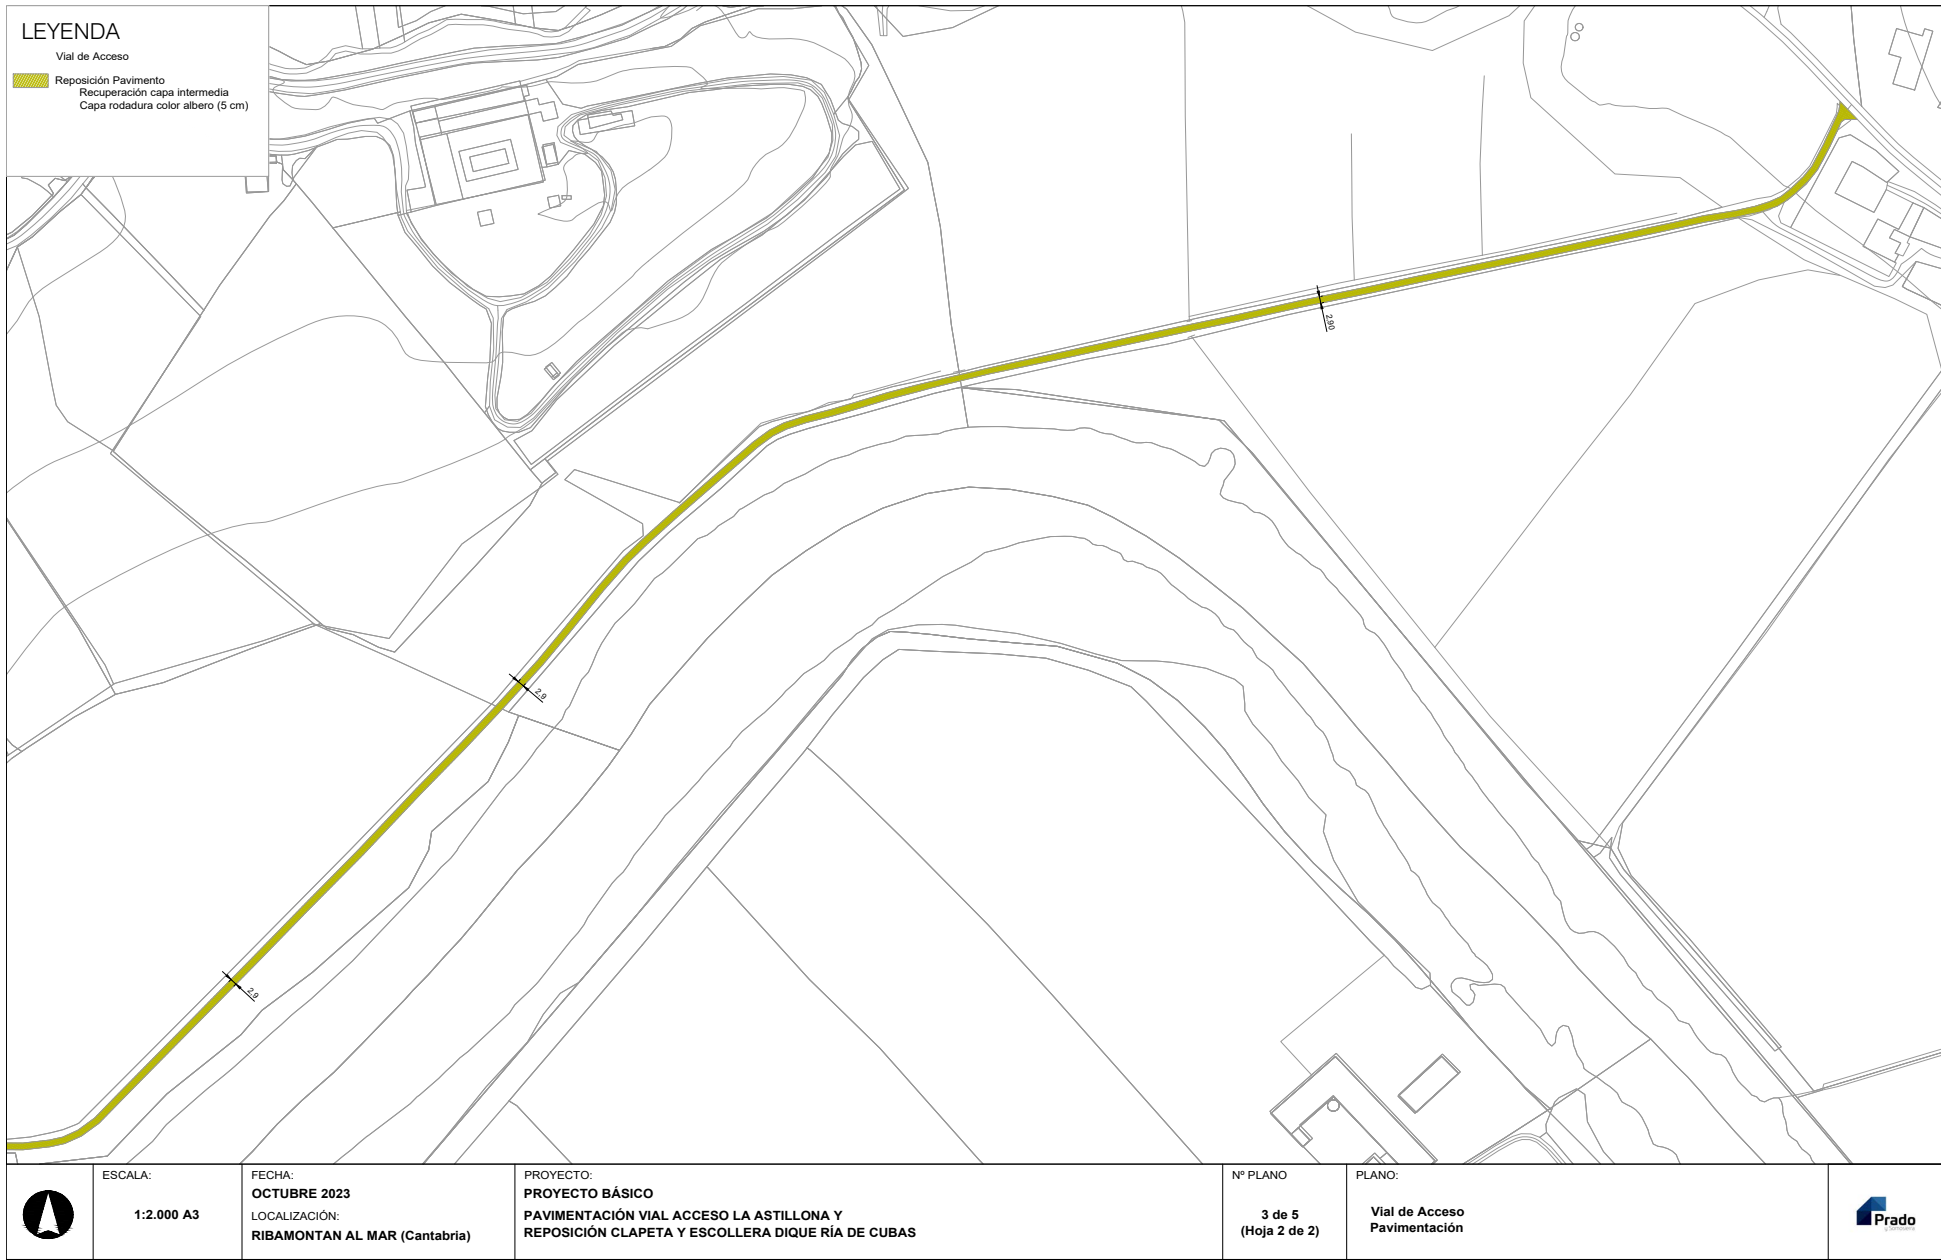 LEYENDA
Vial de Acceso
Reposición Pavimento
Recuperación capa intermedia
Capa rodadura color albero (5 cm)
2.90
2.9
2.9
ESCALA:
1:2.000 A3
FECHA:
OCTUBRE 2023
LOCALIZACIÓN:
RIBAMONTAN AL MAR (Cantabria)
PROYECTO:
PROYECTO BÁSICO
PAVIMENTACIÓN VIAL ACCESO LA ASTILLONA Y
REPOSICIÓN CLAPETA Y ESCOLLERA DIQUE RÍA DE CUBAS
Nº PLANO
3 de 5
(Hoja 2 de 2)
PLANO:
Vial de Acceso
Pavimentación
Prado